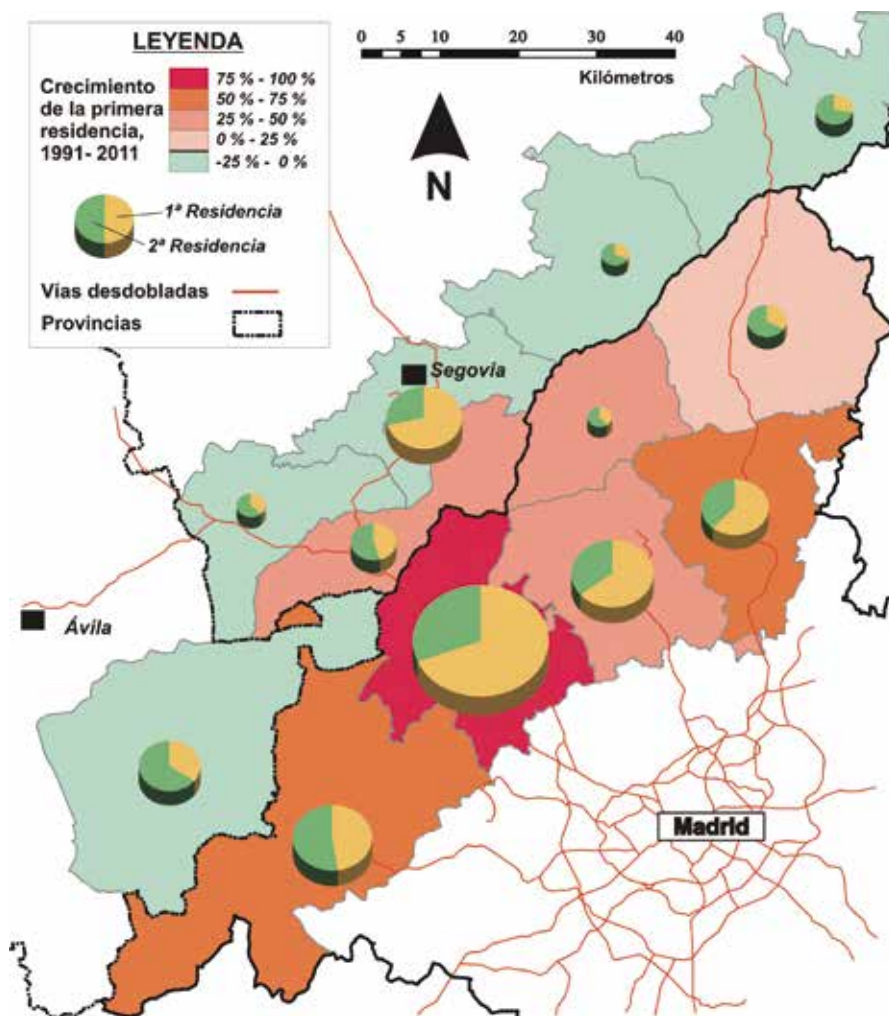 LEYENDA
Crecimiento
de la primera
residencia,
1991- 2011
75 % - 100 %
50 % - 75 %
25 % - 50 %
0 % - 25 %
-25 % - 0 %
1ª Residencia
2ª Residencia
Vías desdobladas
Provincias
0 5 10 20 30 40
Kilómetros
N
Segovia
Ávila
Madrid